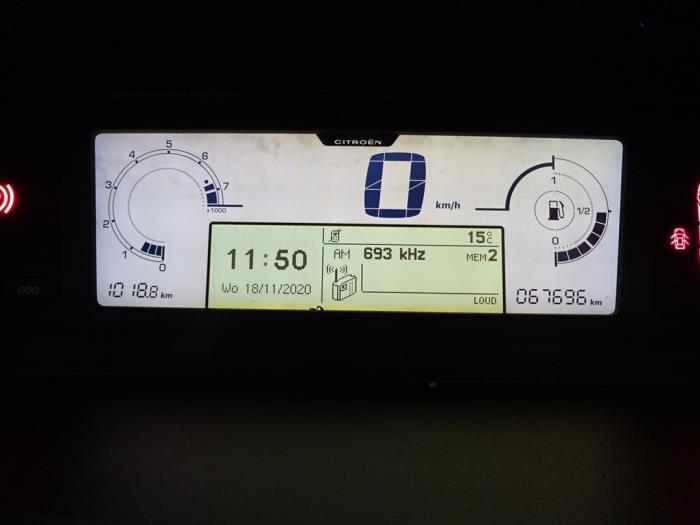 CITROËN
5
4
6
3
7
x1000
2
1
0
0
km/h
1
1/2
0
15°C
AM 693 kHz MEM 2
11:50
Wo 18/11/2020
LOUD
1018.8 km
067696 km